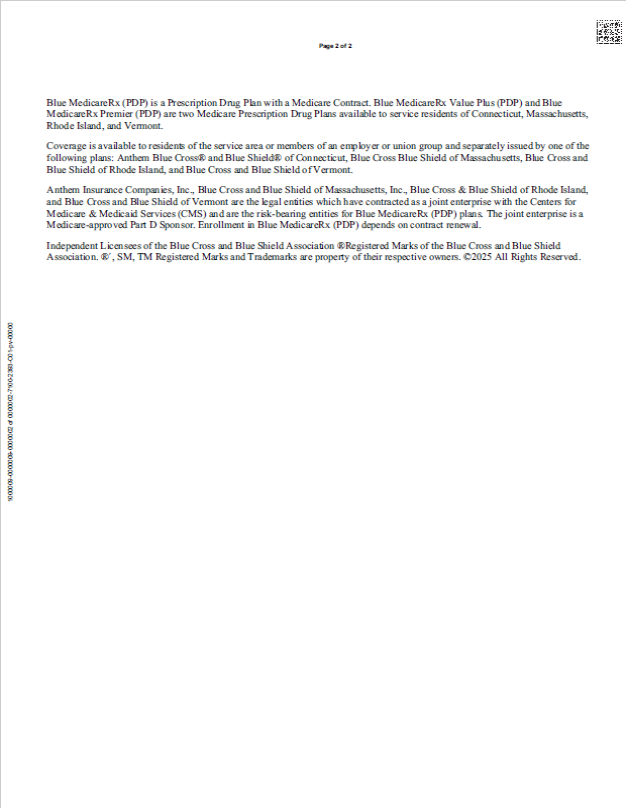 Page 2 of 2
Blue MedicareRx (PDP) is a Prescription Drug Plan with a Medicare Contract. Blue MedicareRx Value Plus (PDP) and Blue
MedicareRx Premier (PDP) are two Medicare Prescription Drug Plans available to service residents of Connecticut, Massachusetts,
Rhode Island, and Vermont.
Coverage is available to residents of the service area or members of an employer or union group and separately issued by one of the
following plans: Anthem Blue Cross® and Blue Shield® of Connecticut, Blue Cross Blue Shield of Massachusetts, Blue Cross and
Blue Shield of Rhode Island, and Blue Cross and Blue Shield of Vermont.
Anthem Insurance Companies, Inc., Blue Cross and Blue Shield of Massachusetts, Inc., Blue Cross & Blue Shield of Rhode Island,
and Blue Cross and Blue Shield of Vermont are the legal entities which have contracted as a joint enterprise with the Centers for
Medicare & Medicaid Services (CMS) and are the risk-bearing entities for Blue MedicareRx (PDP) plans. The joint enterprise is a
Medicare-approved Part D Sponsor. Enrollment in Blue MedicareRx (PDP) depends on contract renewal.
Independent Licensees of the Blue Cross and Blue Shield Association ®Registered Marks of the Blue Cross and Blue Shield
Association. ®´, SM, TM Registered Marks and Trademarks are property of their respective owners. ©2025 All Rights Reserved.